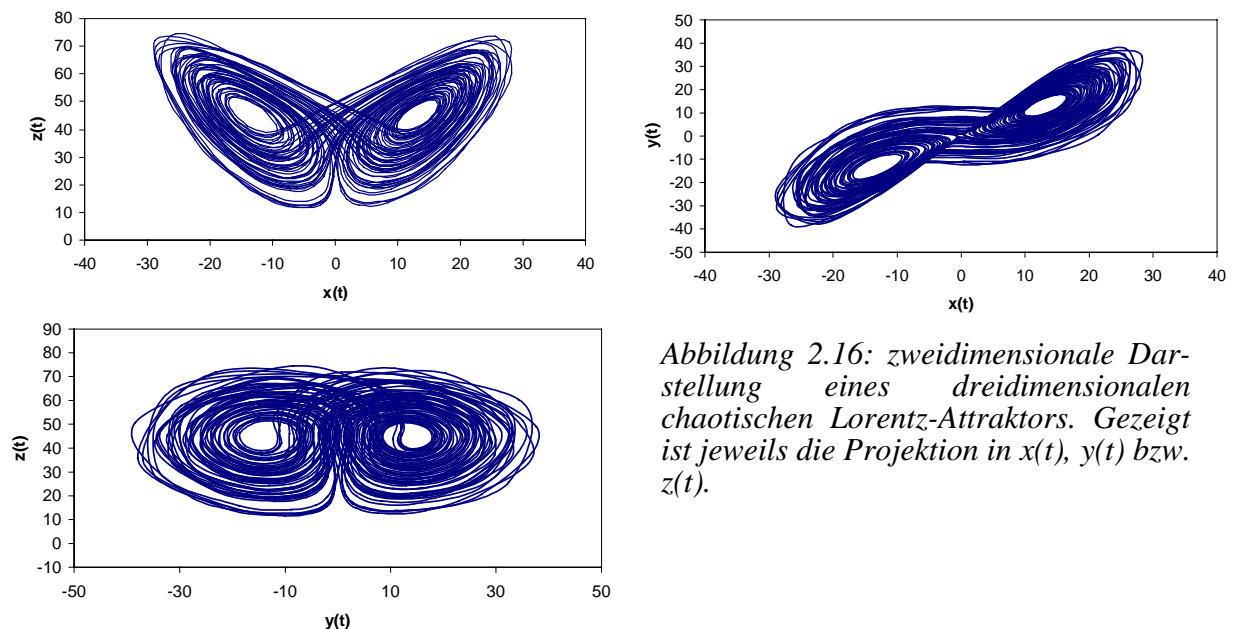 80
70
60
50
40
30
20
10
0
z(t)
-40 -30 -20 -10 0 10 20 30 40
x(t)
50
40
30
20
10
0
-10
-20
-30
-40
-50
y(t)
-40 -30 -20 -10 0 10 20 30 40
x(t)
90
80
70
60
50
40
30
20
10
0
-10
z(t)
-50 -30 -10 10 30 50
y(t)
Abbildung 2.16: zweidimensionale Dar-
stellung eines dreidimensionalen
chaotischen Lorentz-Attraktors. Gezeigt
ist jeweils die Projektion in x(t), y(t) bzw.
z(t).